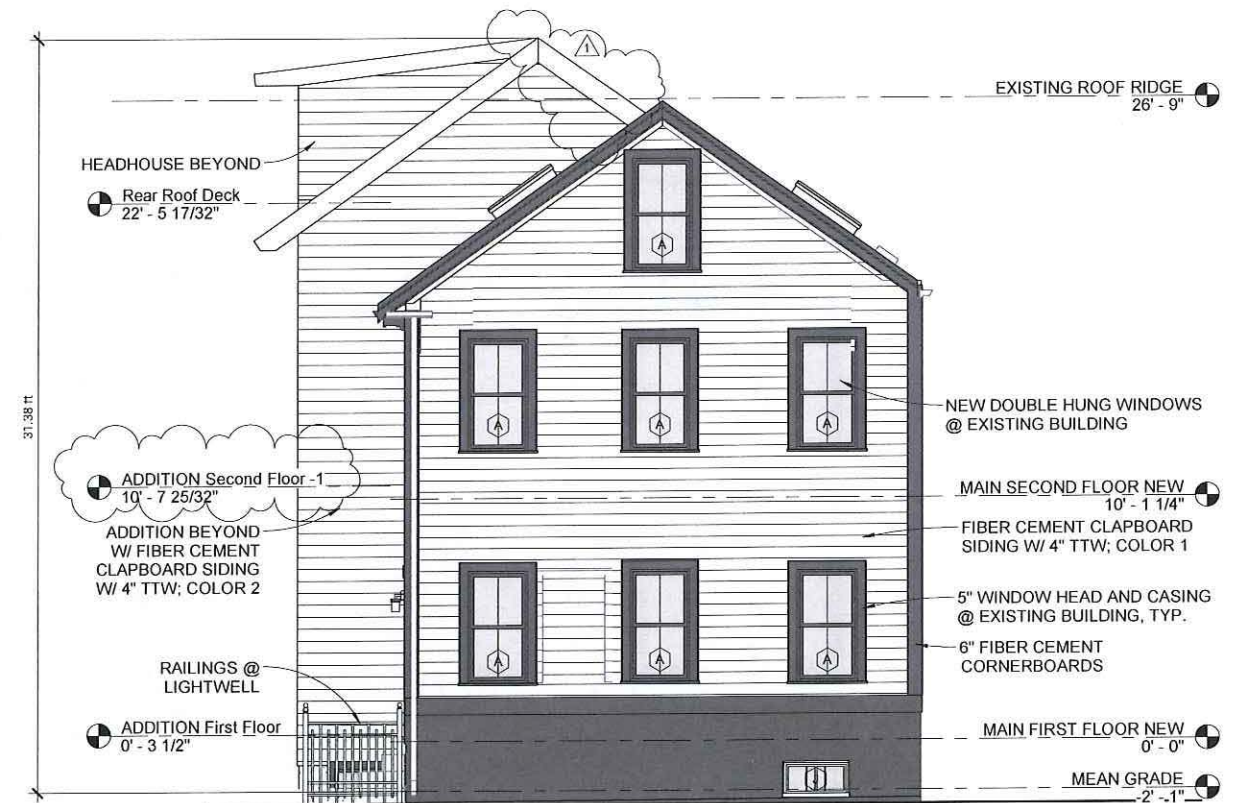 1
EXISTING ROOF RIDGE
26' - 9"
HEADHOUSE BEYOND
Rear Roof Deck
22' - 5 17/32"
A
31.38 ft
A
A
A
NEW DOUBLE HUNG WINDOWS
@ EXISTING BUILDING
ADDITION Second Floor -1
10' - 7 25/32"
MAIN SECOND FLOOR NEW
10' - 1 1/4"
ADDITION BEYOND
W/ FIBER CEMENT
CLAPBOARD SIDING
W/ 4" TTW; COLOR 2
FIBER CEMENT CLAPBOARD
SIDING W/ 4" TTW; COLOR 1
5" WINDOW HEAD AND CASING
@ EXISTING BUILDING, TYP.
A
A
A
6" FIBER CEMENT
CORNERBOARDS
RAILINGS @
LIGHTWELL
ADDITION First Floor
0' - 3 1/2"
MAIN FIRST FLOOR NEW
0' - 0"
MEAN GRADE
-2' --1"